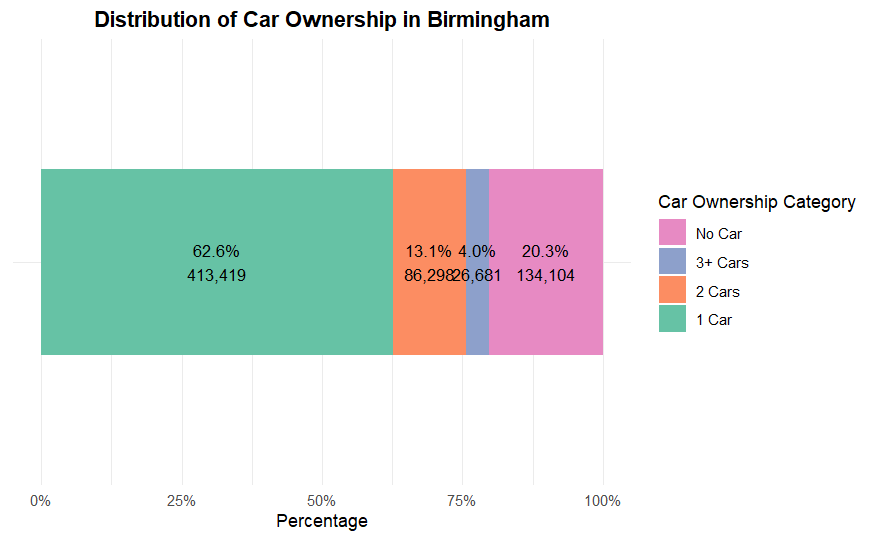 Distribution of Car Ownership in Birmingham
62.6%
413,419
13.1%
86,298
4.0%
26,681
20.3%
134,104
0%
25%
50%
75%
100%
Percentage
Car Ownership Category
No Car
3+ Cars
2 Cars
1 Car